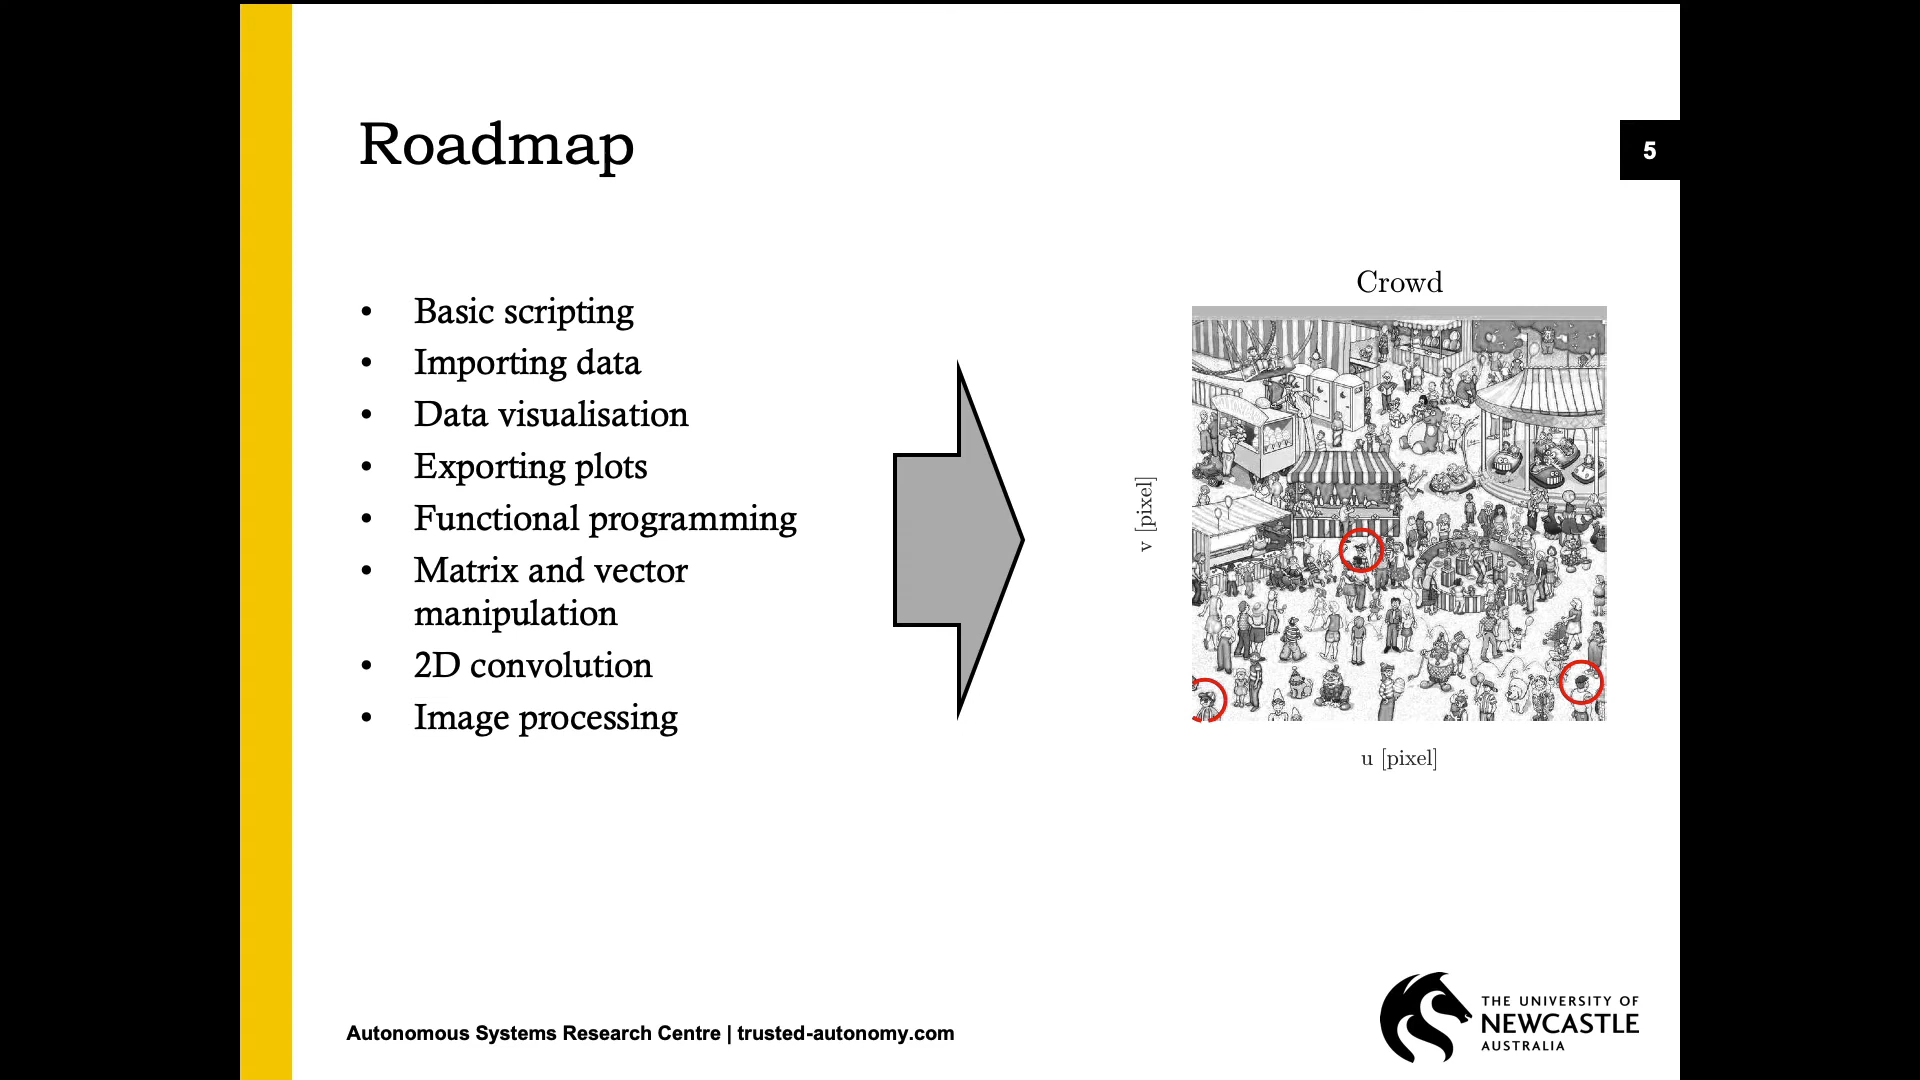 Roadmap
5
• Basic scripting
• Importing data
• Data visualisation
• Exporting plots
• Functional programming
• Matrix and vector
manipulation
• 2D convolution
• Image processing
Crowd
v [pixel]
u [pixel]
Autonomous Systems Research Centre | trusted-autonomy.com
THE UNIVERSITY OF
NEWCASTLE
AUSTRALIA